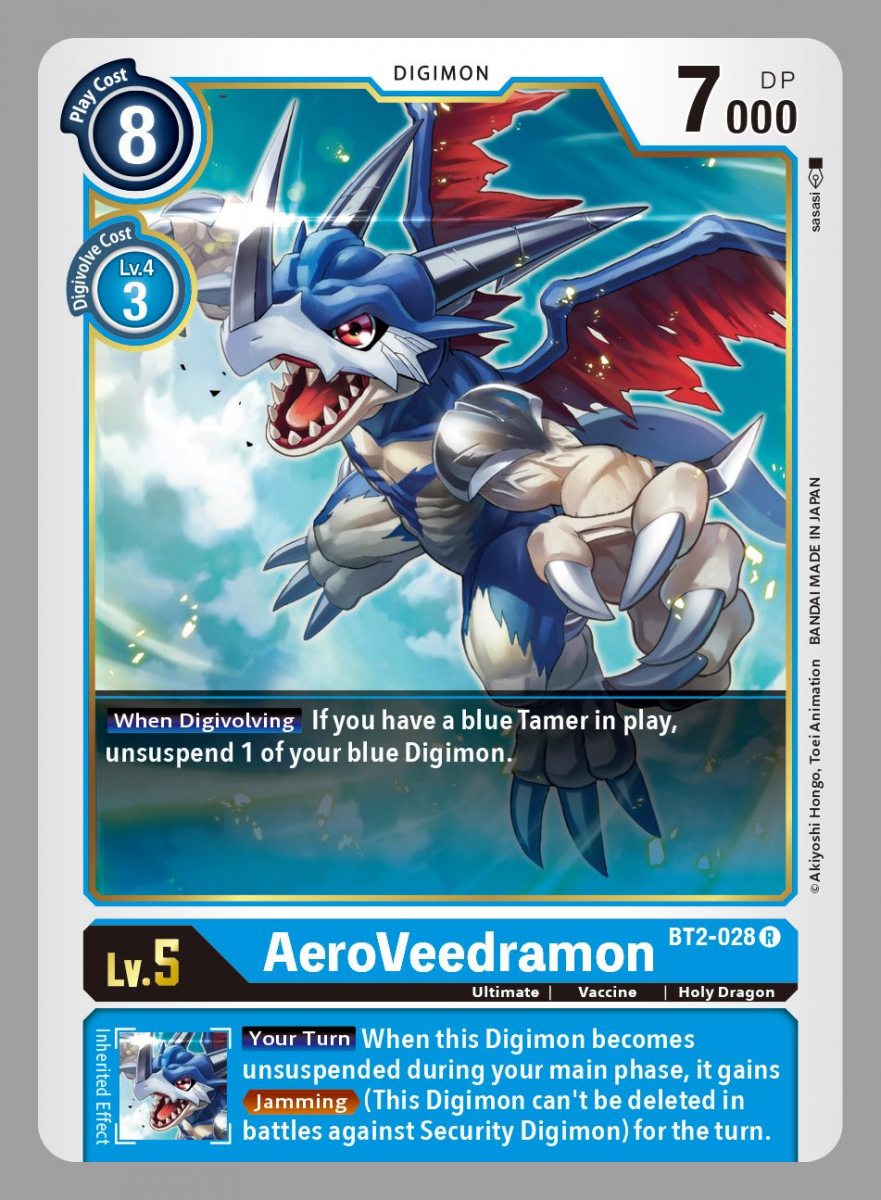 DIGIMON
Play Cost
8
7000
DP
Digivolve Cost
Lv.4
3
sasasi
When Digivolving If you have a blue Tamer in play,
unsuspend 1 of your blue Digimon.
©Akiyoshi Hongo, Toei Animation BANDAI MADE IN JAPAN
Lv.5
AeroVeedramon
BT2-028 R
Ultimate | Vaccine | Holy Dragon
Inherited Effect
Your Turn When this Digimon becomes
unsuspended during your main phase, it gains
Jamming (This Digimon can't be deleted in
battles against Security Digimon) for the turn.